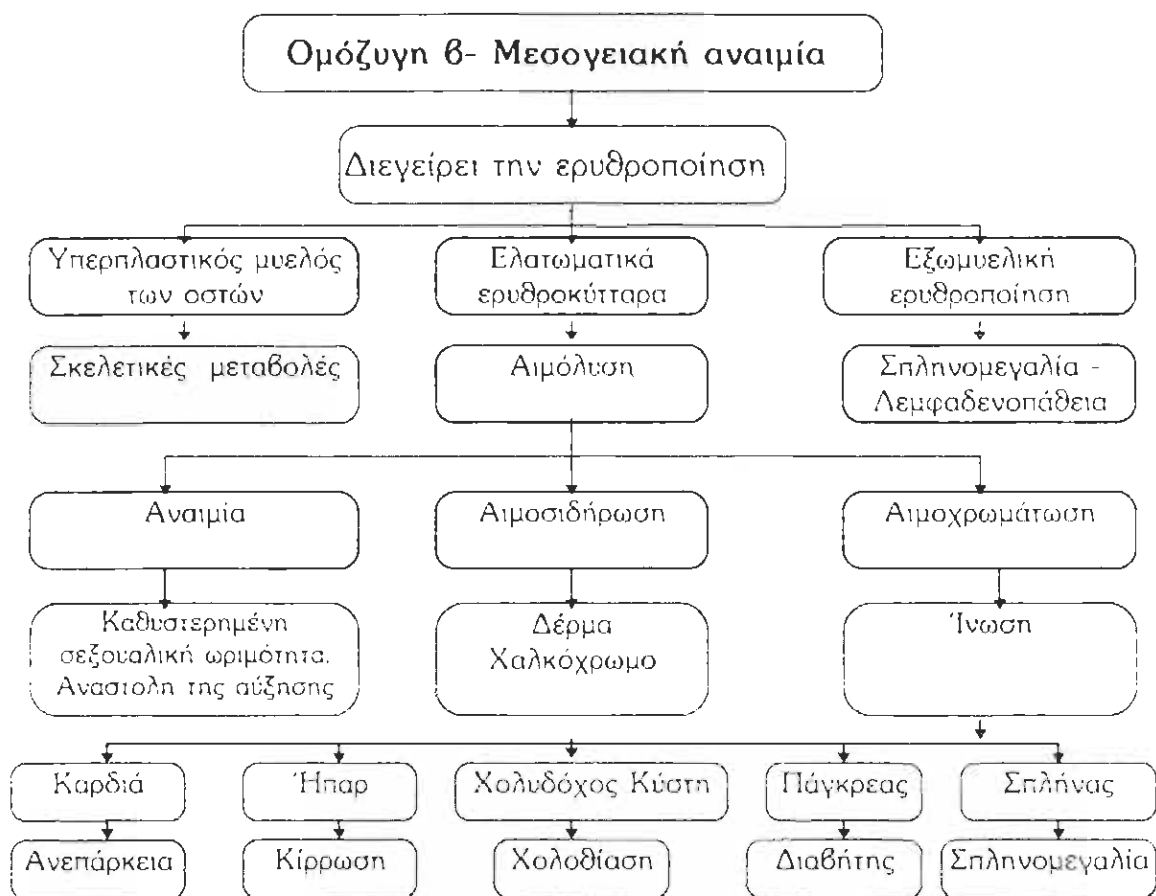 Ομόζυγη β- Μεσογειακή αναιμία
Διεγείρει την ερυθροποίηση
Υπερπλαστικός μυελός
των οστών
Ελατωματικά
ερυθροκύτταρα
Εξωμυελική
ερυθροποίηση
Σκελετικές μεταβολές
Αιμόλυση
Σπληνομεγαλία -
Λεμφαδενοπάθεια
Αναιμία
Αιμοσιδήρωση
Αιμοχρωμάτωση
Καθυστερημένη
σεξουαλική ωριμότητα.
Αναστολη της αύξησης
Δέρμα
Χαλκόχρωμο
Ίνωση
Καρδιά
Ήπαρ
Χολυδόχος Κύστη
Πάγκρεας
Σπλήνας
Ανεπάρκεια
Κίρρωση
Χολοθίαση
Διαβήτης
Σπληνομεγαλία